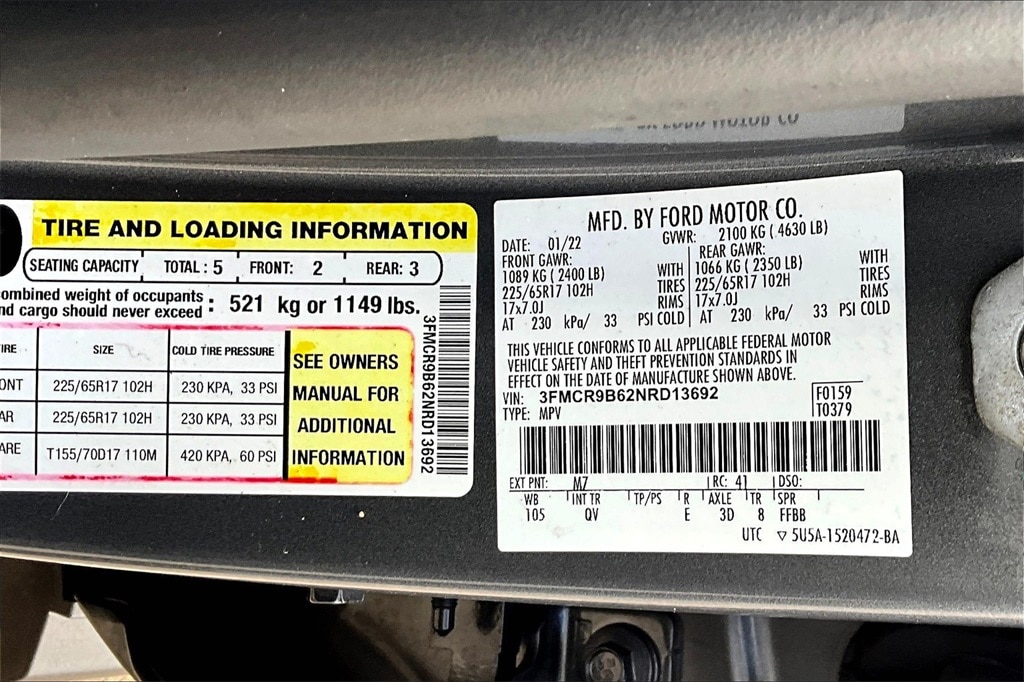 TIRE AND LOADING INFORMATION
SEATING CAPACITY TOTAL : 5 FRONT: 2 REAR: 3
ombined weight of occupants
nd cargo should never exceed : 521 kg or 1149 lbs.
IRE SIZE COLD TIRE PRESSURE
ONT 225/65R17 102H 230 KPA, 33 PSI
AR 225/65R17 102H 230 KPA, 33 PSI
ARE T155/70D17 110M 420 KPA, 60 PSI
SEE OWNERS
MANUAL FOR
ADDITIONAL
INFORMATION
3FMCR9B62NRD13692
MFD. BY FORD MOTOR CO.
DATE: 01/22 GVWR: 2100 KG ( 4630 LB)
FRONT GAWR: REAR GAWR:
1089 KG ( 2400 LB) WITH 1066 KG ( 2350 LB) WITH
225/65R17 102H TIRES 225/65R17 102H TIRES
17x7.0J RIMS 17x7.0J RIMS
AT 230 kPa/ 33 PSI COLD AT 230 kPa/ 33 PSI COLD
THIS VEHICLE CONFORMS TO ALL APPLICABLE FEDERAL MOTOR
VEHICLE SAFETY AND THEFT PREVENTION STANDARDS IN
EFFECT ON THE DATE OF MANUFACTURE SHOWN ABOVE.
VIN: 3FMCR9B62NRD13692 F0159
TYPE: MPV T0379
EXT PNT: M7 RC: 41 DSO:
WB INT TR TP/PS R AXLE TR SPR
105 QV E 3D 8 FFBB
UTC ▽ 5U5A-1520472-BA